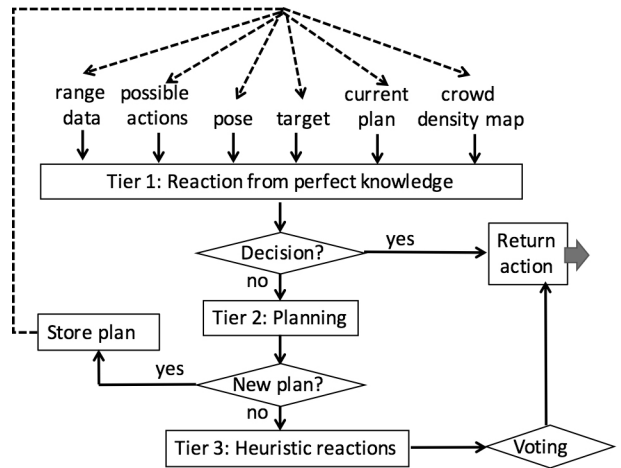 range data
possible actions
pose
target
current plan
crowd density map
Tier 1: Reaction from perfect knowledge
Decision?
yes
Return action
no
Tier 2: Planning
Store plan
yes
New plan?
no
Tier 3: Heuristic reactions
Voting